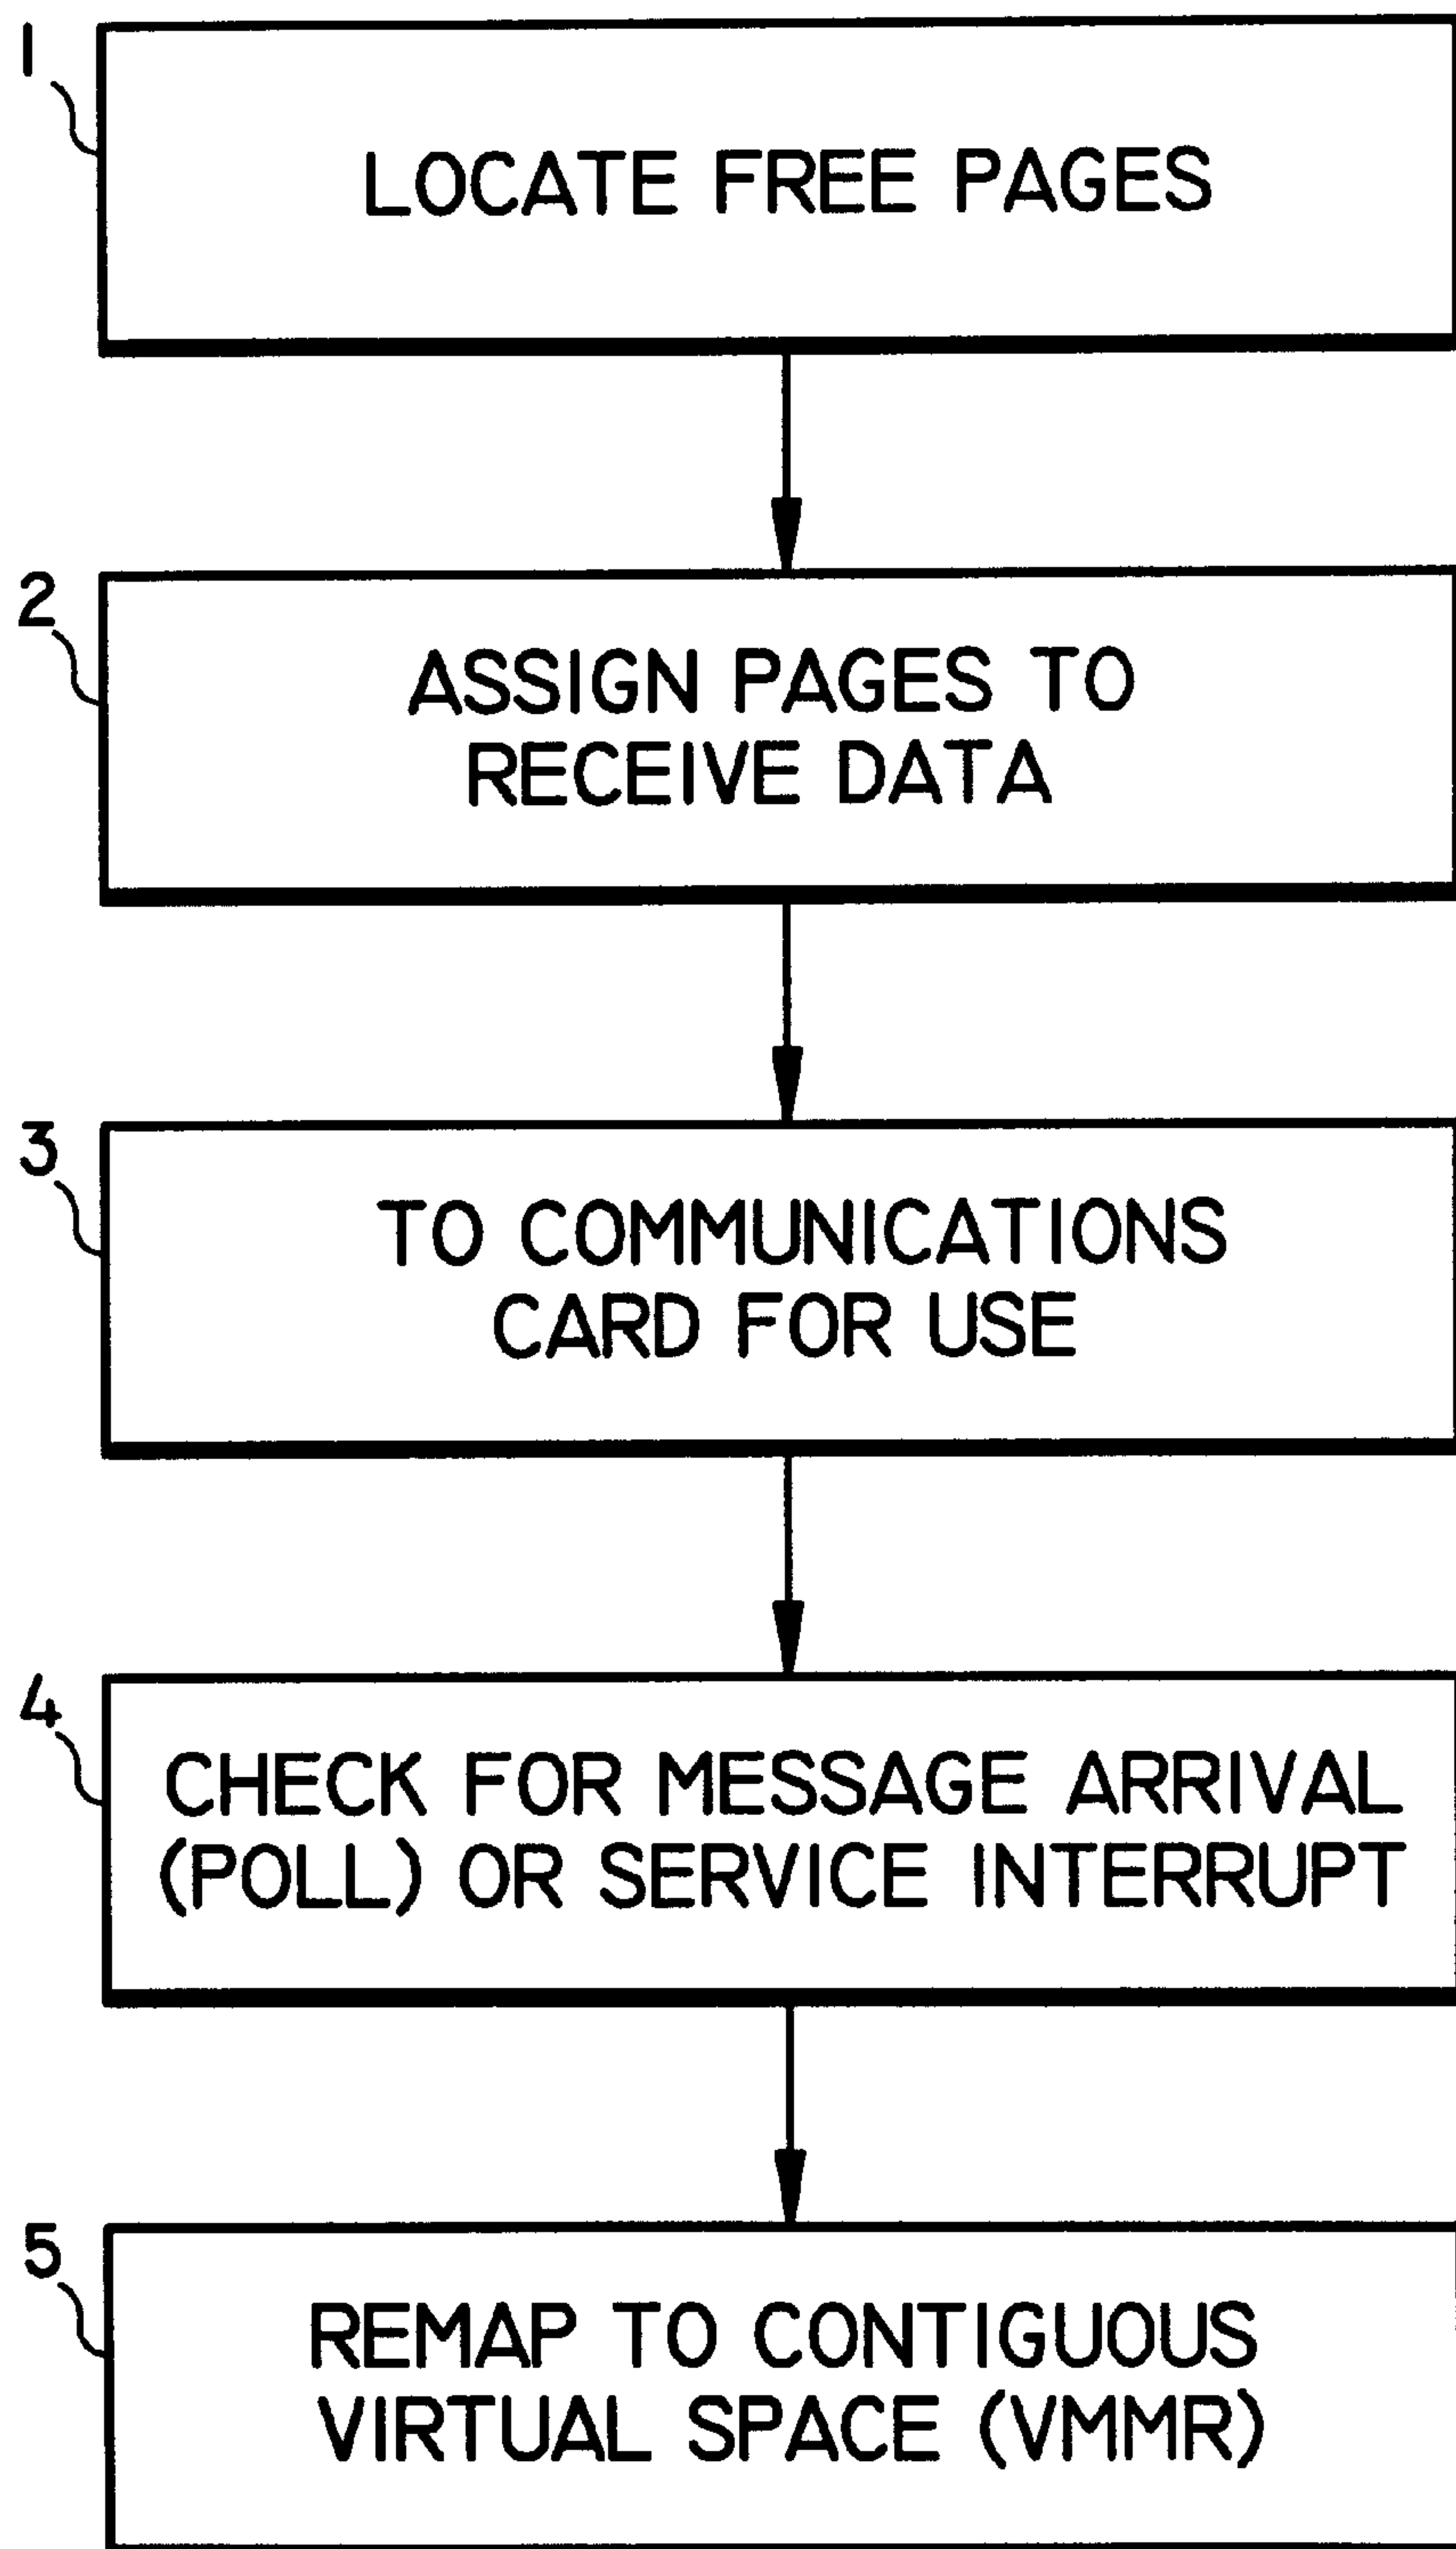 1
LOCATE FREE PAGES
2
ASSIGN PAGES TO
RECEIVE DATA
3
TO COMMUNICATIONS
CARD FOR USE
4
CHECK FOR MESSAGE ARRIVAL
(POLL) OR SERVICE INTERRUPT
5
REMAP TO CONTIGUOUS
VIRTUAL SPACE (VMMR)